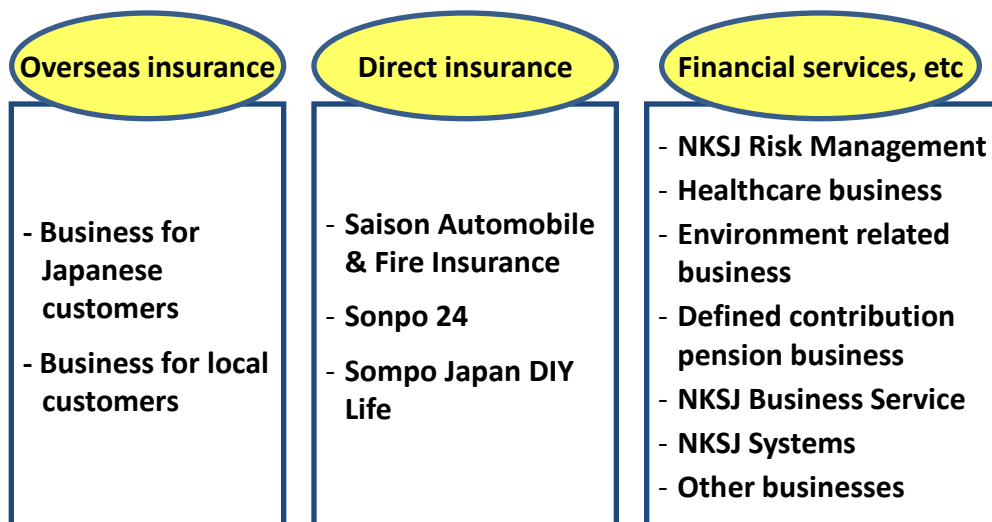 Overseas insurance
- Business for
Japanese
customers
- Business for local
customers
Direct insurance
- Saison Automobile
& Fire Insurance
- Sonpo 24
- Sompo Japan DIY
Life
Financial services, etc
- NKSJ Risk Management
- Healthcare business
- Environment related
business
- Defined contribution
pension business
- NKSJ Business Service
- NKSJ Systems
- Other businesses